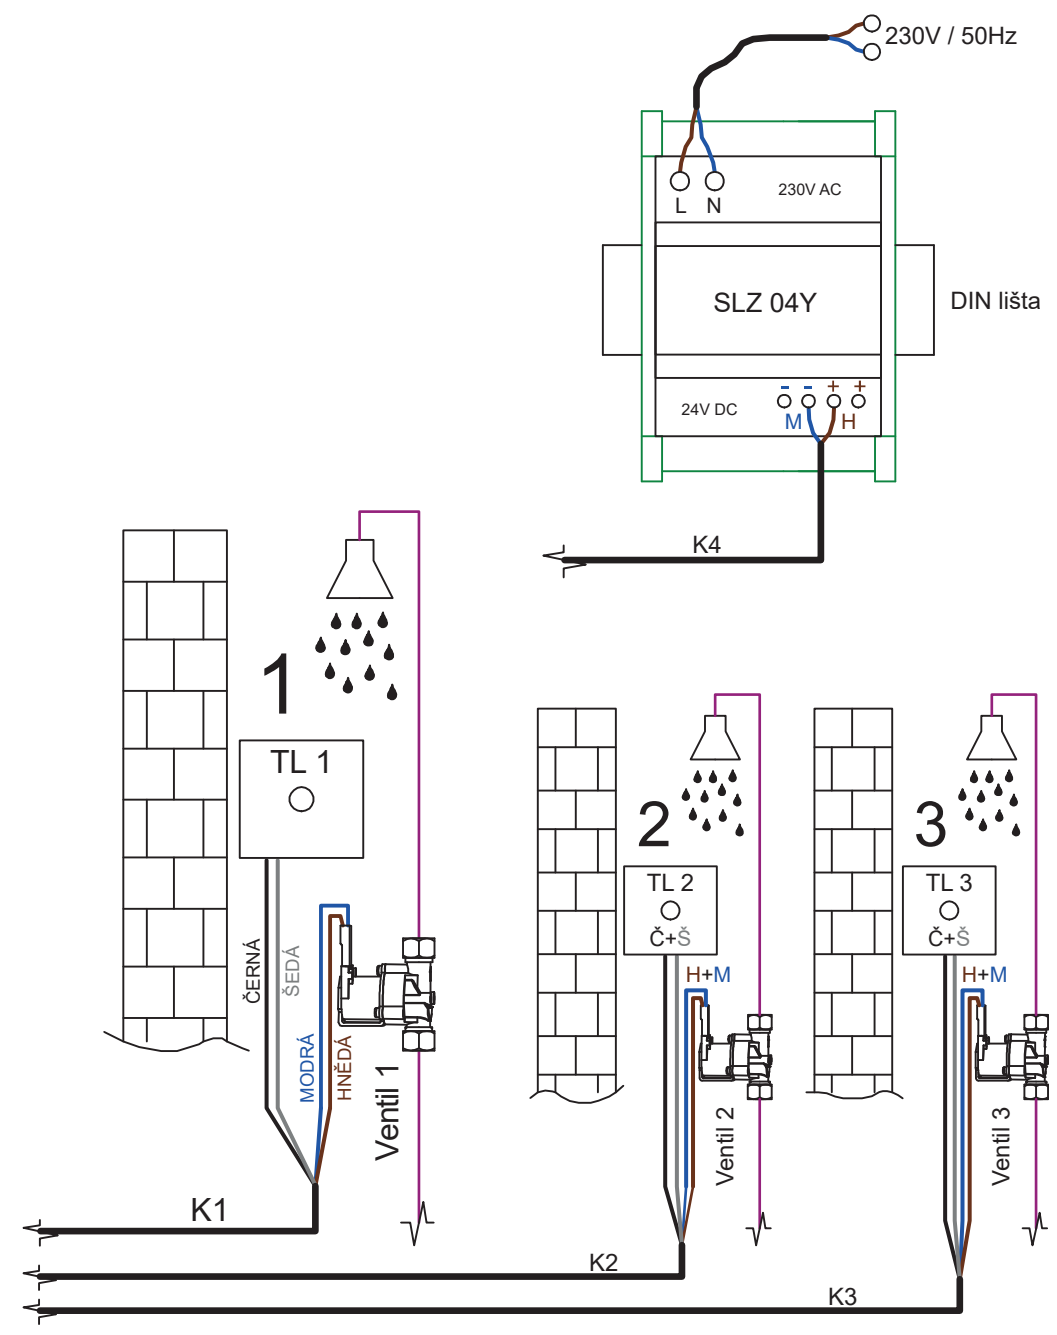 230V / 50Hz
230V AC
L N
SLZ 04Y
DIN lišta
- - + +
24V DC
M H
K4
1
TL 1
ČERNÁ
ŠEDÁ
MODRÁ
HNĚDÁ
Ventil 1
K1
2
TL 2
Č+Š
H+M
Ventil 2
K2
3
TL 3
Č+Š
H+M
Ventil 3
K3